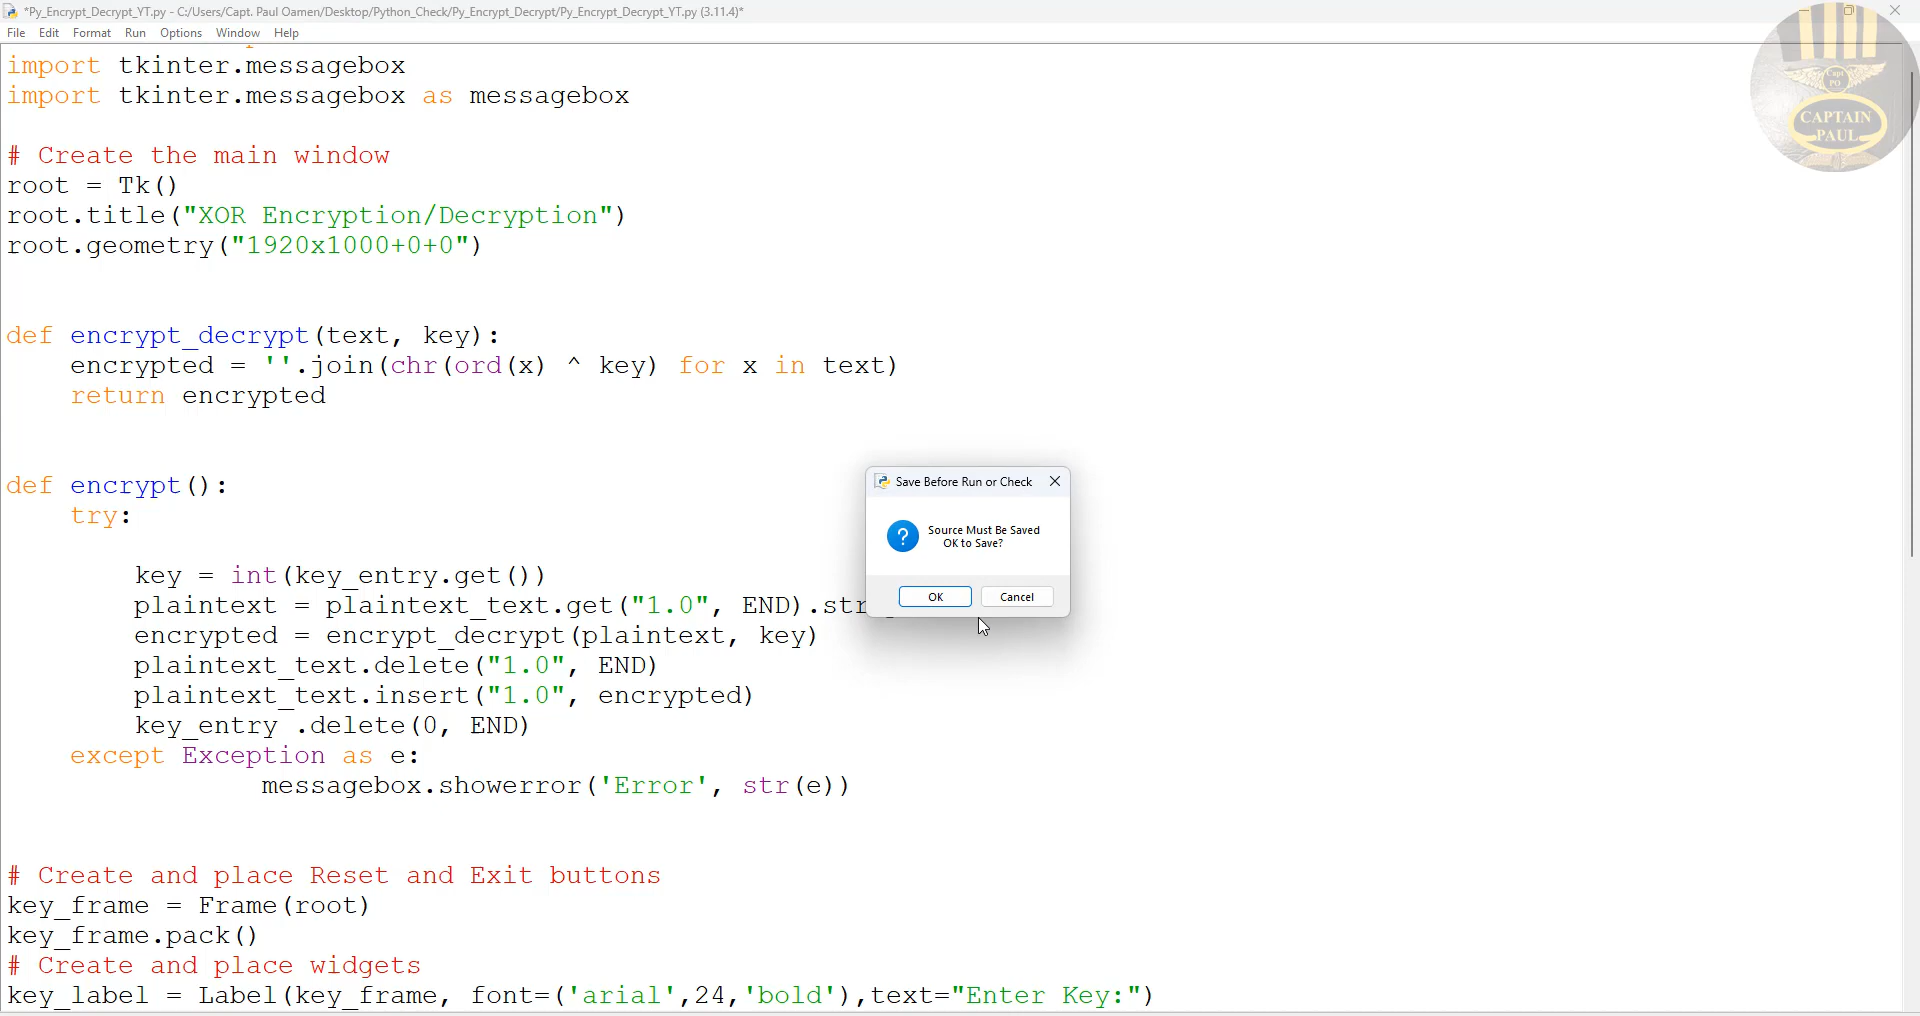 *Py_Encrypt_Decrypt_YT.py - C:/Users/Capt. Paul Oamen/Desktop/Python_Check/Py_Encrypt_Decrypt/Py_Encrypt_Decrypt_YT.py (3.11.4)*
File Edit Format Run Options Window Help
import tkinter.messagebox
import tkinter.messagebox as messagebox
# Create the main window
root = Tk()
root.title("XOR Encryption/Decryption")
root.geometry("1920x1000+0+0")
def encrypt_decrypt(text, key):
    encrypted = ''.join(chr(ord(x) ^ key) for x in text)
    return encrypted
def encrypt():
    try:
        key = int(key_entry.get())
        plaintext = plaintext_text.get("1.0", END).str
        encrypted = encrypt_decrypt(plaintext, key)
        plaintext_text.delete("1.0", END)
        plaintext_text.insert("1.0", encrypted)
        key_entry .delete(0, END)
    except Exception as e:
                messagebox.showerror('Error', str(e))
# Create and place Reset and Exit buttons
key_frame = Frame(root)
key_frame.pack()
# Create and place widgets
key_label = Label(key_frame, font=('arial',24,'bold'),text="Enter Key:")
Save Before Run or Check
Source Must Be Saved
OK to Save?
OK Cancel
Capt
PO
CAPTAIN
PAUL